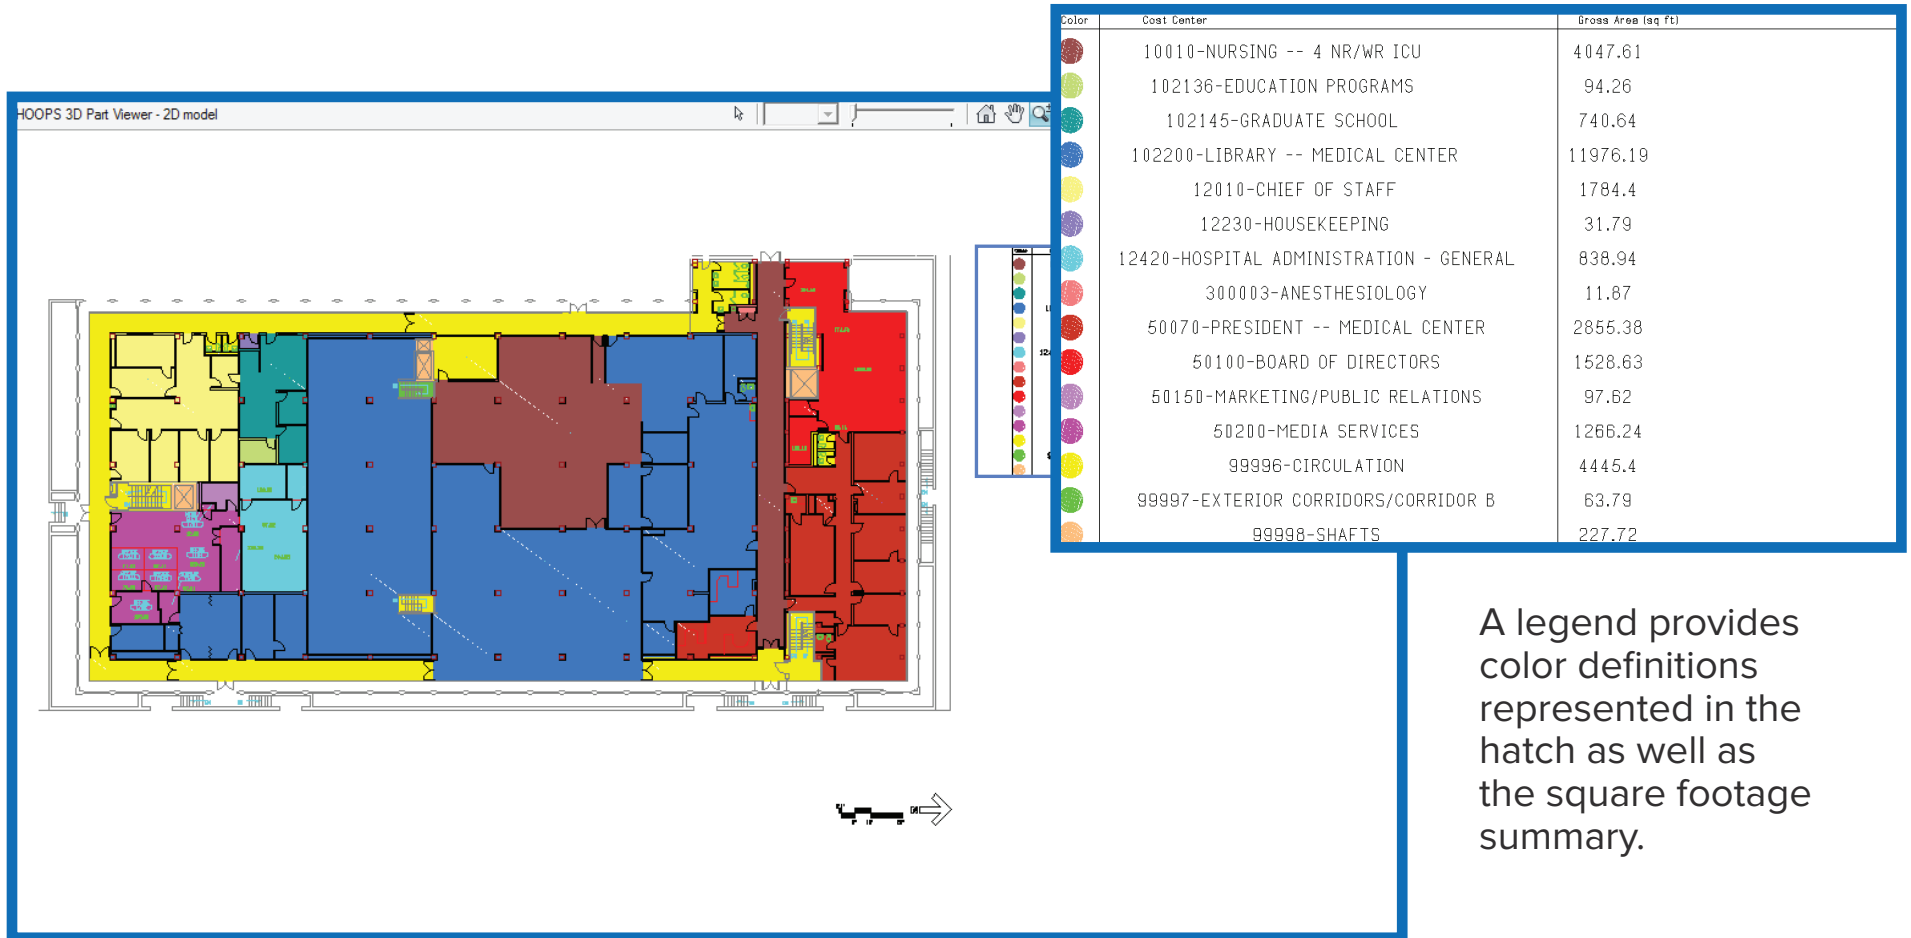 Color Cost Center Gross Area (sq ft)
10010-NURSING -- 4 NR/WR ICU 4047.61
102136-EDUCATION PROGRAMS 94.26
102145-GRADUATE SCHOOL 740.64
102200-LIBRARY -- MEDICAL CENTER 11976.19
12010-CHIEF OF STAFF 1784.4
12230-HOUSEKEEPING 31.79
12420-HOSPITAL ADMINISTRATION - GENERAL 838.94
300003-ANESTHESIOLOGY 11.87
50070-PRESIDENT -- MEDICAL CENTER 2855.38
50100-BOARD OF DIRECTORS 1528.63
50150-MARKETING/PUBLIC RELATIONS 97.62
50200-MEDIA SERVICES 1266.24
99996-CIRCULATION 4445.4
99997-EXTERIOR CORRIDORS/CORRIDOR B 63.79
99998-SHAFTS 227.72
HOOPS 3D Part Viewer - 2D model
A legend provides
color definitions
represented in the
hatch as well as
the square footage
summary.